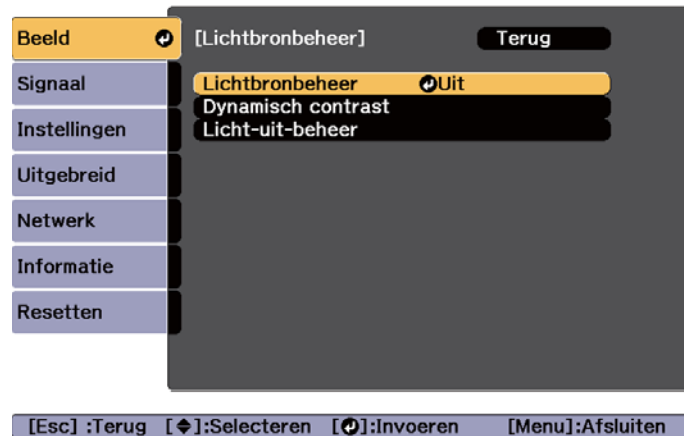 Beeld
[Lichtbronbeheer] Terug
Signaal
Lichtbronbeheer Uit
Dynamisch contrast
Licht-uit-beheer
Instellingen
Uitgebreid
Netwerk
Informatie
Resetten
[Esc] :Terug [◆]:Selecteren [↵]:Invoeren [Menu]:Afsluiten